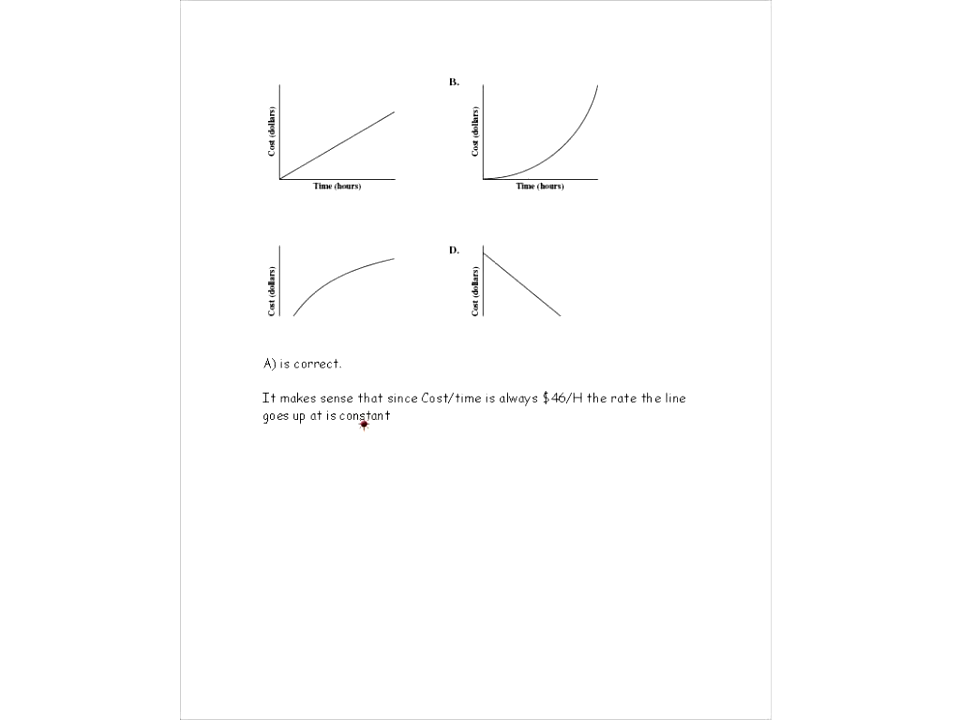 B.
Cost (dollars)
Time (hours)
Cost (dollars)
Time (hours)
D.
Cost (dollars)
Cost (dollars)
A) is correct.
It makes sense that since Cost/time is always $46/H the rate the line
goes up at is constant